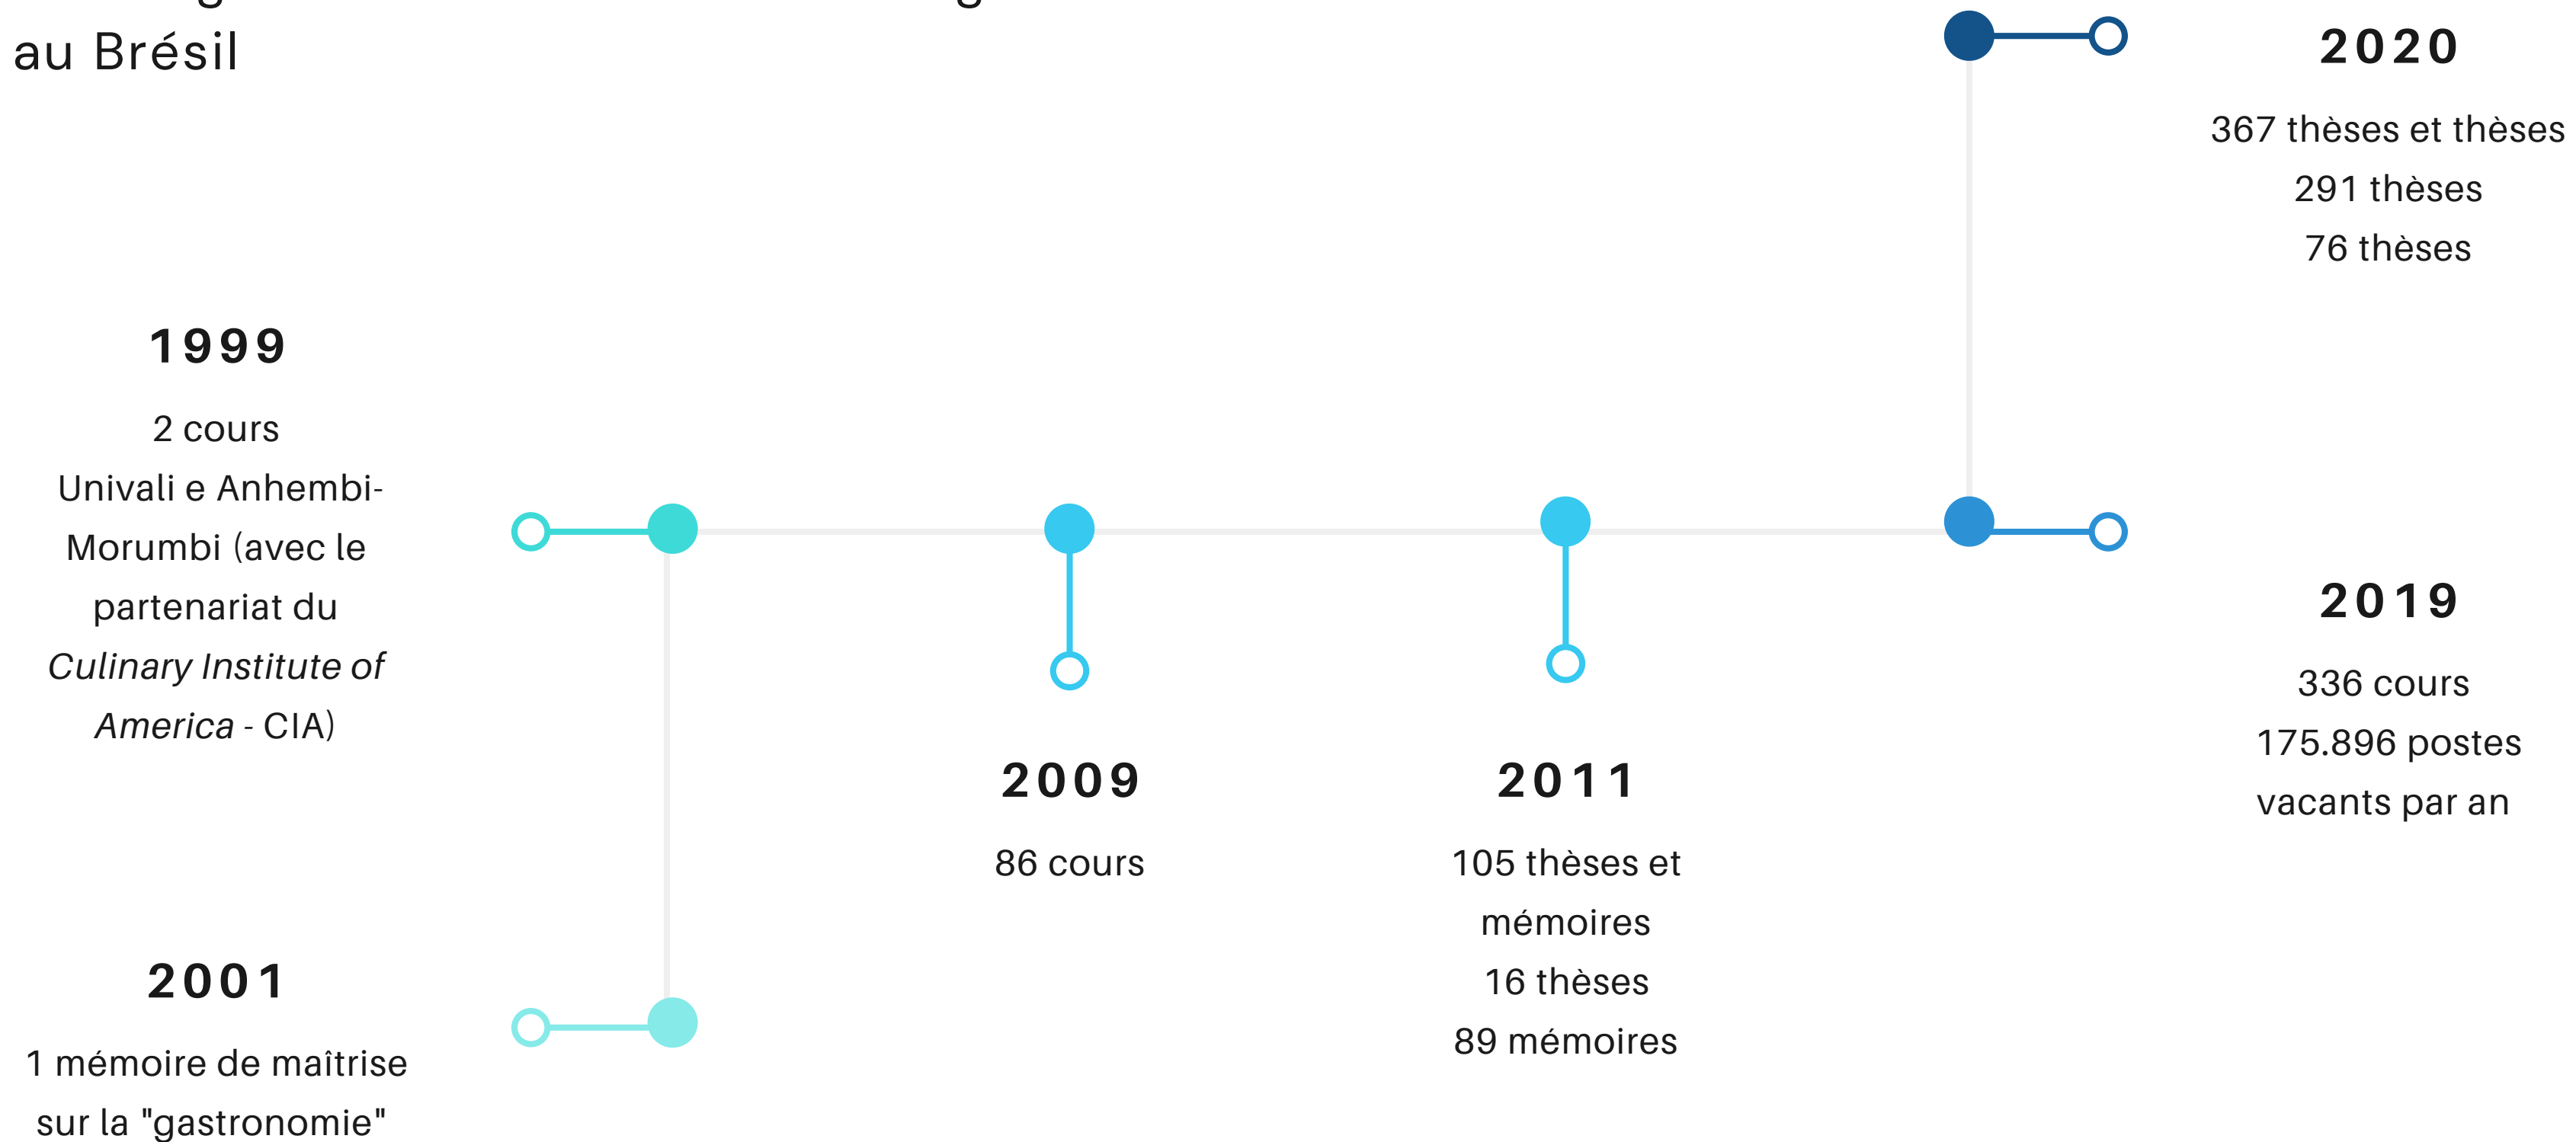 au Brésil
2020
367 thèses et thèses
291 thèses
76 thèses
1999
2 cours
Univali e Anhembi-
Morumbi (avec le
partenariat du
Culinary Institute of
America - CIA)
2019
336 cours
175.896 postes
vacants par an
2009
86 cours
2011
105 thèses et
mémoires
16 thèses
89 mémoires
2001
1 mémoire de maîtrise
sur la "gastronomie"